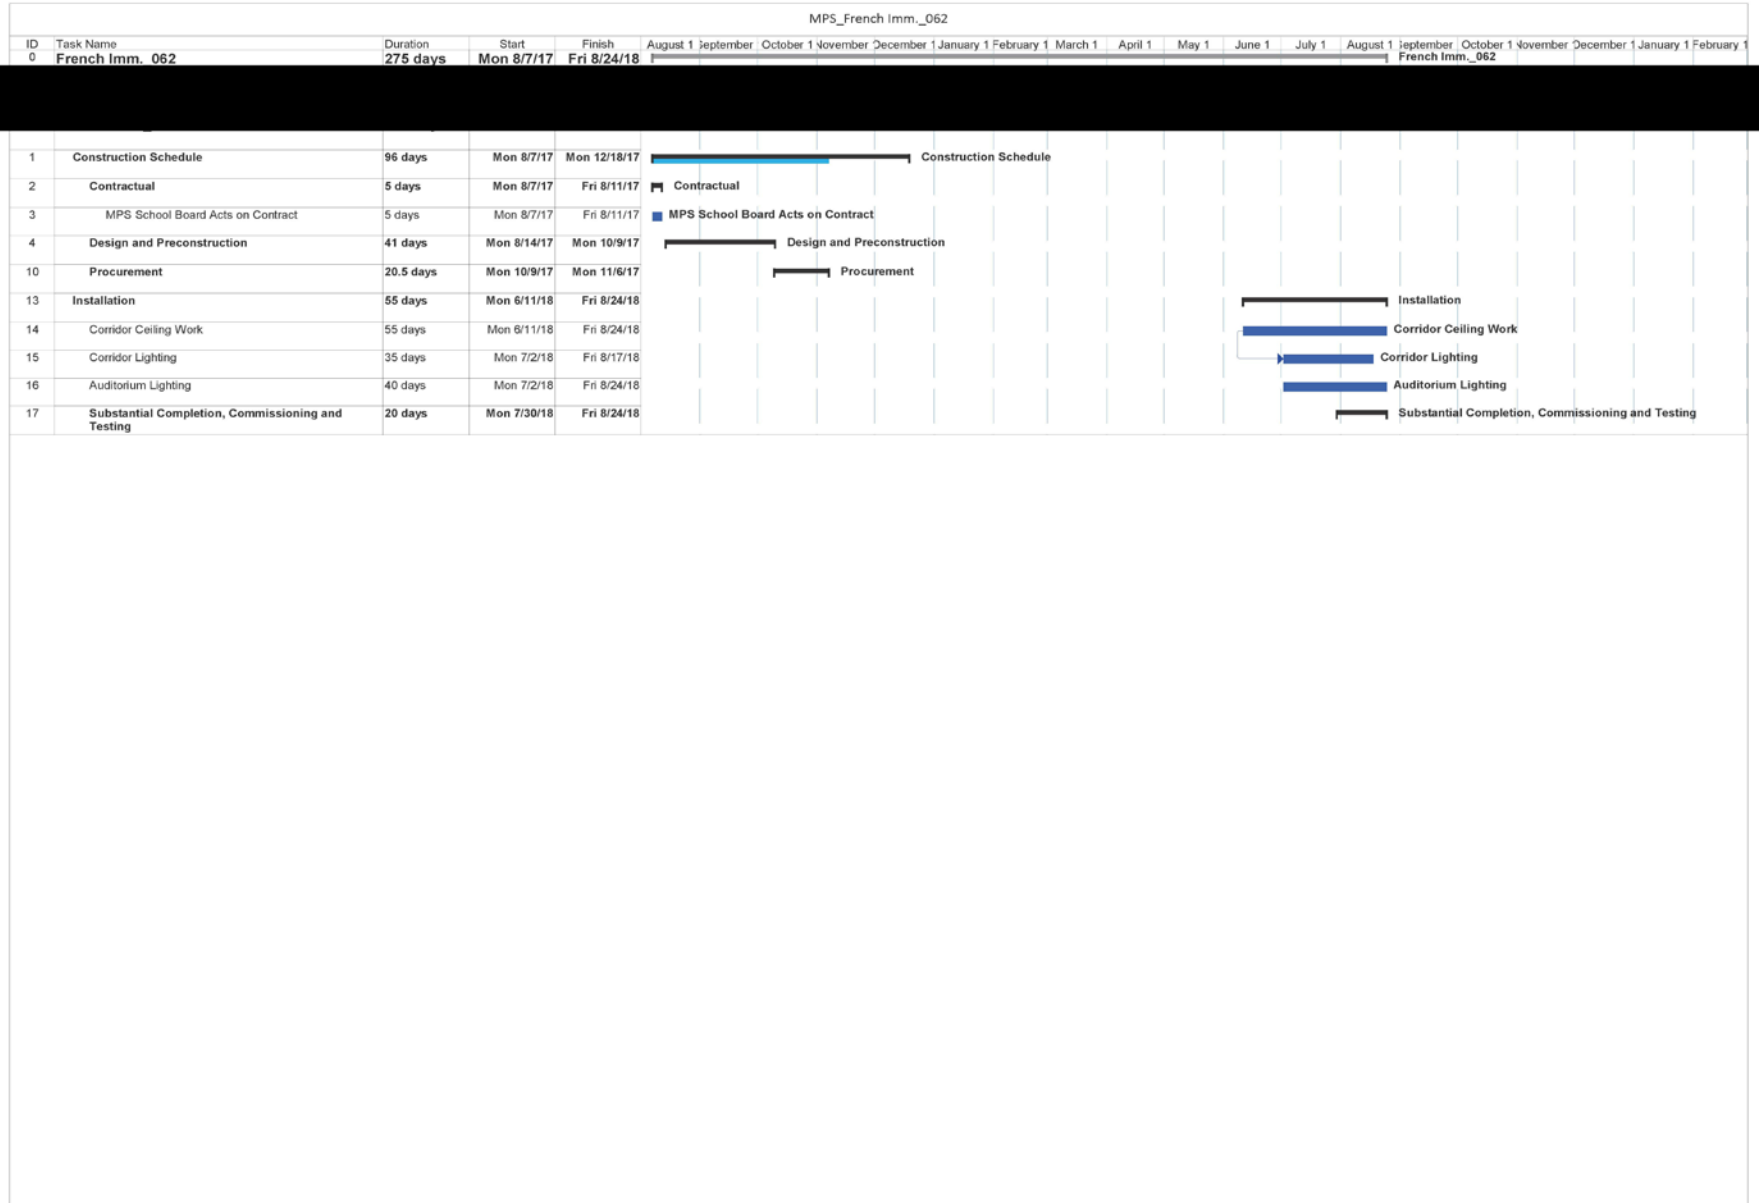 MPS_French Imm._062
ID Task Name Duration Start Finish August 1 September October 1 November December 1 January 1 February 1 March 1 April 1 May 1 June 1 July 1 August 1 September October 1 November December 1 January 1 February 1
0 French Imm._062 275 days Mon 8/7/17 Fri 8/24/18 French Imm._062
1 Construction Schedule 96 days Mon 8/7/17 Mon 12/18/17 Construction Schedule
2 Contractual 5 days Mon 8/7/17 Fri 8/11/17 Contractual
3 MPS School Board Acts on Contract 5 days Mon 8/7/17 Fri 8/11/17 MPS School Board Acts on Contract
4 Design and Preconstruction 41 days Mon 8/14/17 Mon 10/9/17 Design and Preconstruction
10 Procurement 20.5 days Mon 10/9/17 Mon 11/6/17 Procurement
13 Installation 55 days Mon 6/11/18 Fri 8/24/18 Installation
14 Corridor Ceiling Work 55 days Mon 6/11/18 Fri 8/24/18 Corridor Ceiling Work
15 Corridor Lighting 35 days Mon 7/2/18 Fri 8/17/18 Corridor Lighting
16 Auditorium Lighting 40 days Mon 7/2/18 Fri 8/24/18 Auditorium Lighting
17 Substantial Completion, Commissioning and 20 days Mon 7/30/18 Fri 8/24/18 Substantial Completion, Commissioning and Testing
Testing